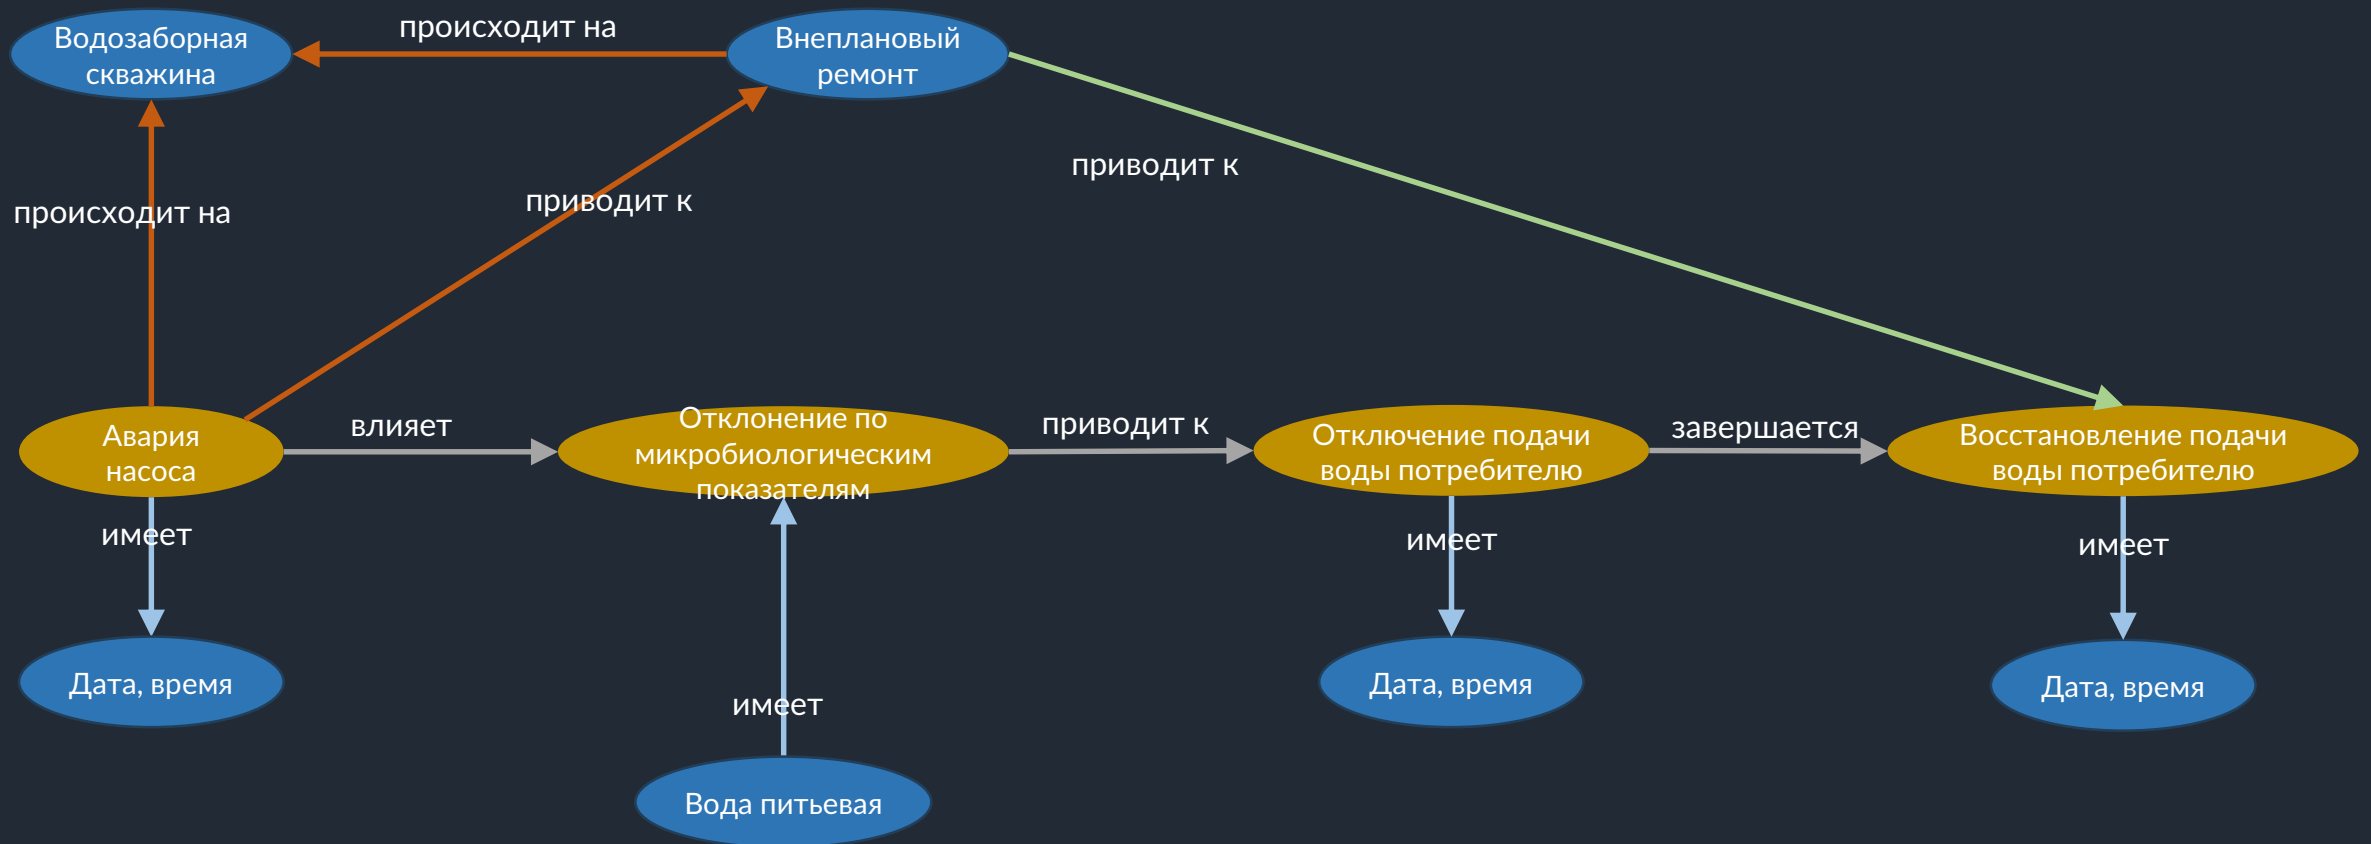 Водозаборная
скважина
происходит на
Внеплановый
ремонт
приводит к
происходит на
приводит к
Авария
насоса
влияет
Отклонение по
микробиологическим
показателям
приводит к
Отключение подачи
воды потребителю
завершается
Восстановление подачи
воды потребителю
имеет
имеет
имеет
Дата, время
Дата, время
Дата, время
имеет
Вода питьевая